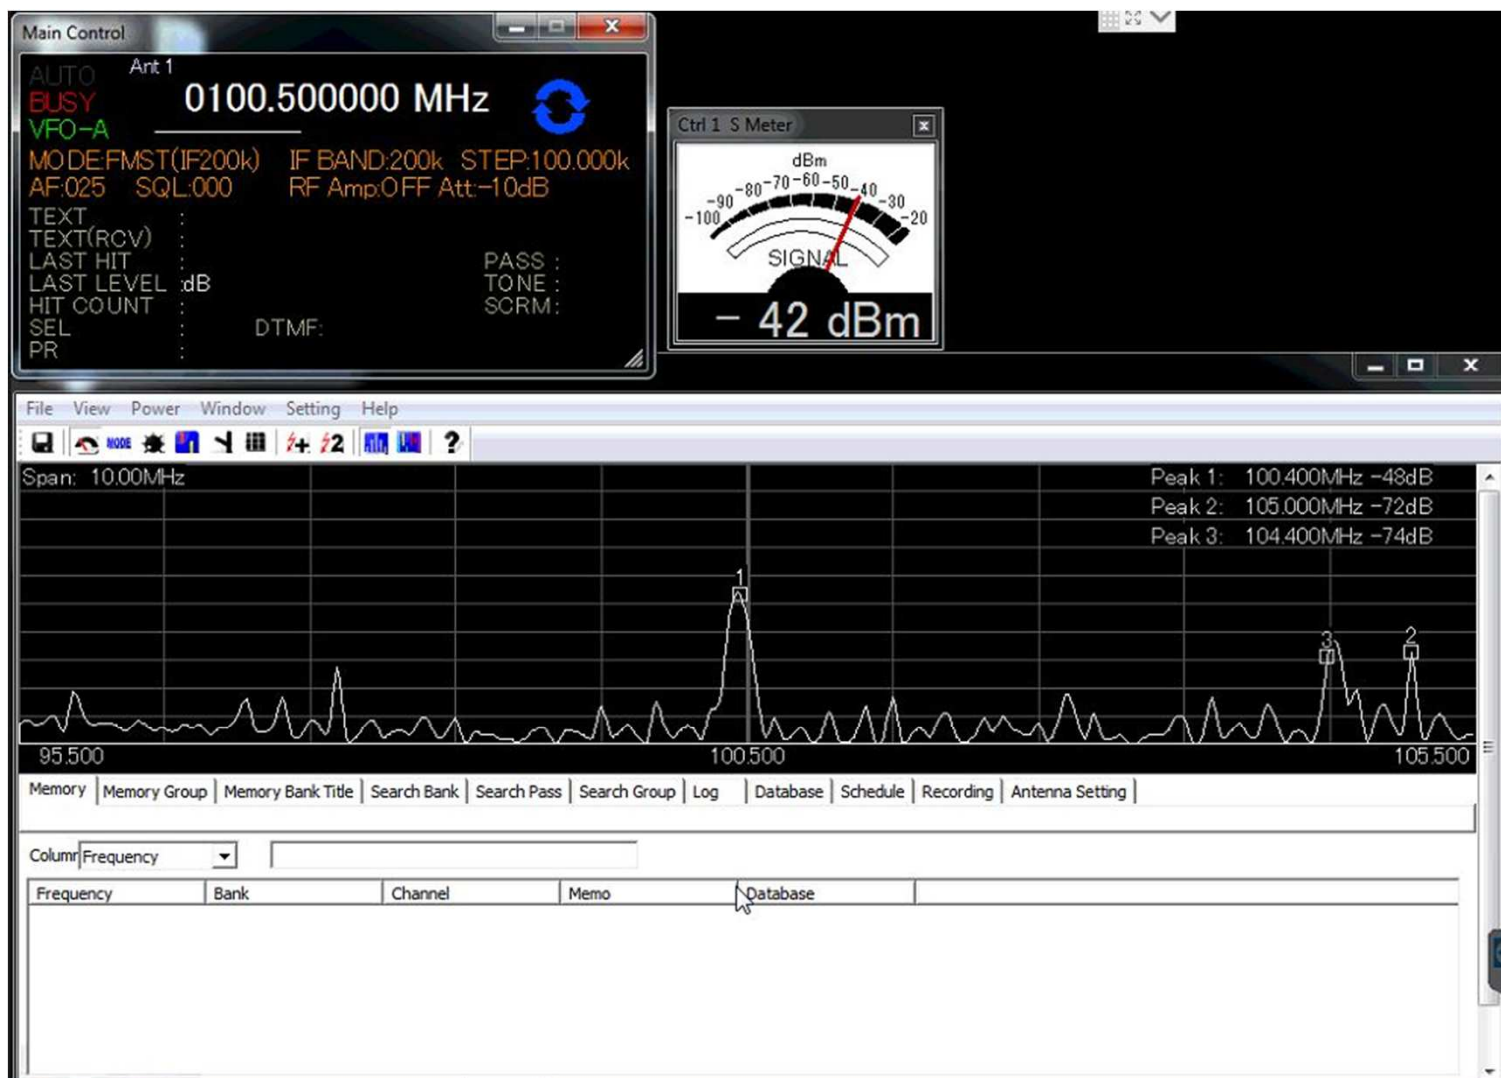 Main Control
AUTO Ant 1
BUSY 0100.500000 MHz
VFO-A
MODE:FMST(IF200k) IF BAND:200k STEP:100.000k
AF:025 SQL:000 RF Amp:OFF Att:-10dB
TEXT :
TEXT(RCV) :
LAST HIT : PASS :
LAST LEVEL :dB TONE :
HIT COUNT : SCRM :
SEL : DTMF:
PR :
Ctrl 1 S Meter
dBm
-100 -90 -80 -70 -60 -50 -40 -30 -20
SIGNAL
- 42 dBm
File View Power Window Setting Help
MODE + 2 ?
Span: 10.00MHz
Peak 1: 100.400MHz -48dB
Peak 2: 105.000MHz -72dB
Peak 3: 104.400MHz -74dB
1
3 2
95.500 100.500 105.500
Memory Memory Group Memory Bank Title Search Bank Search Pass Search Group Log Database Schedule Recording Antenna Setting
Column Frequency
Frequency Bank Channel Memo Database